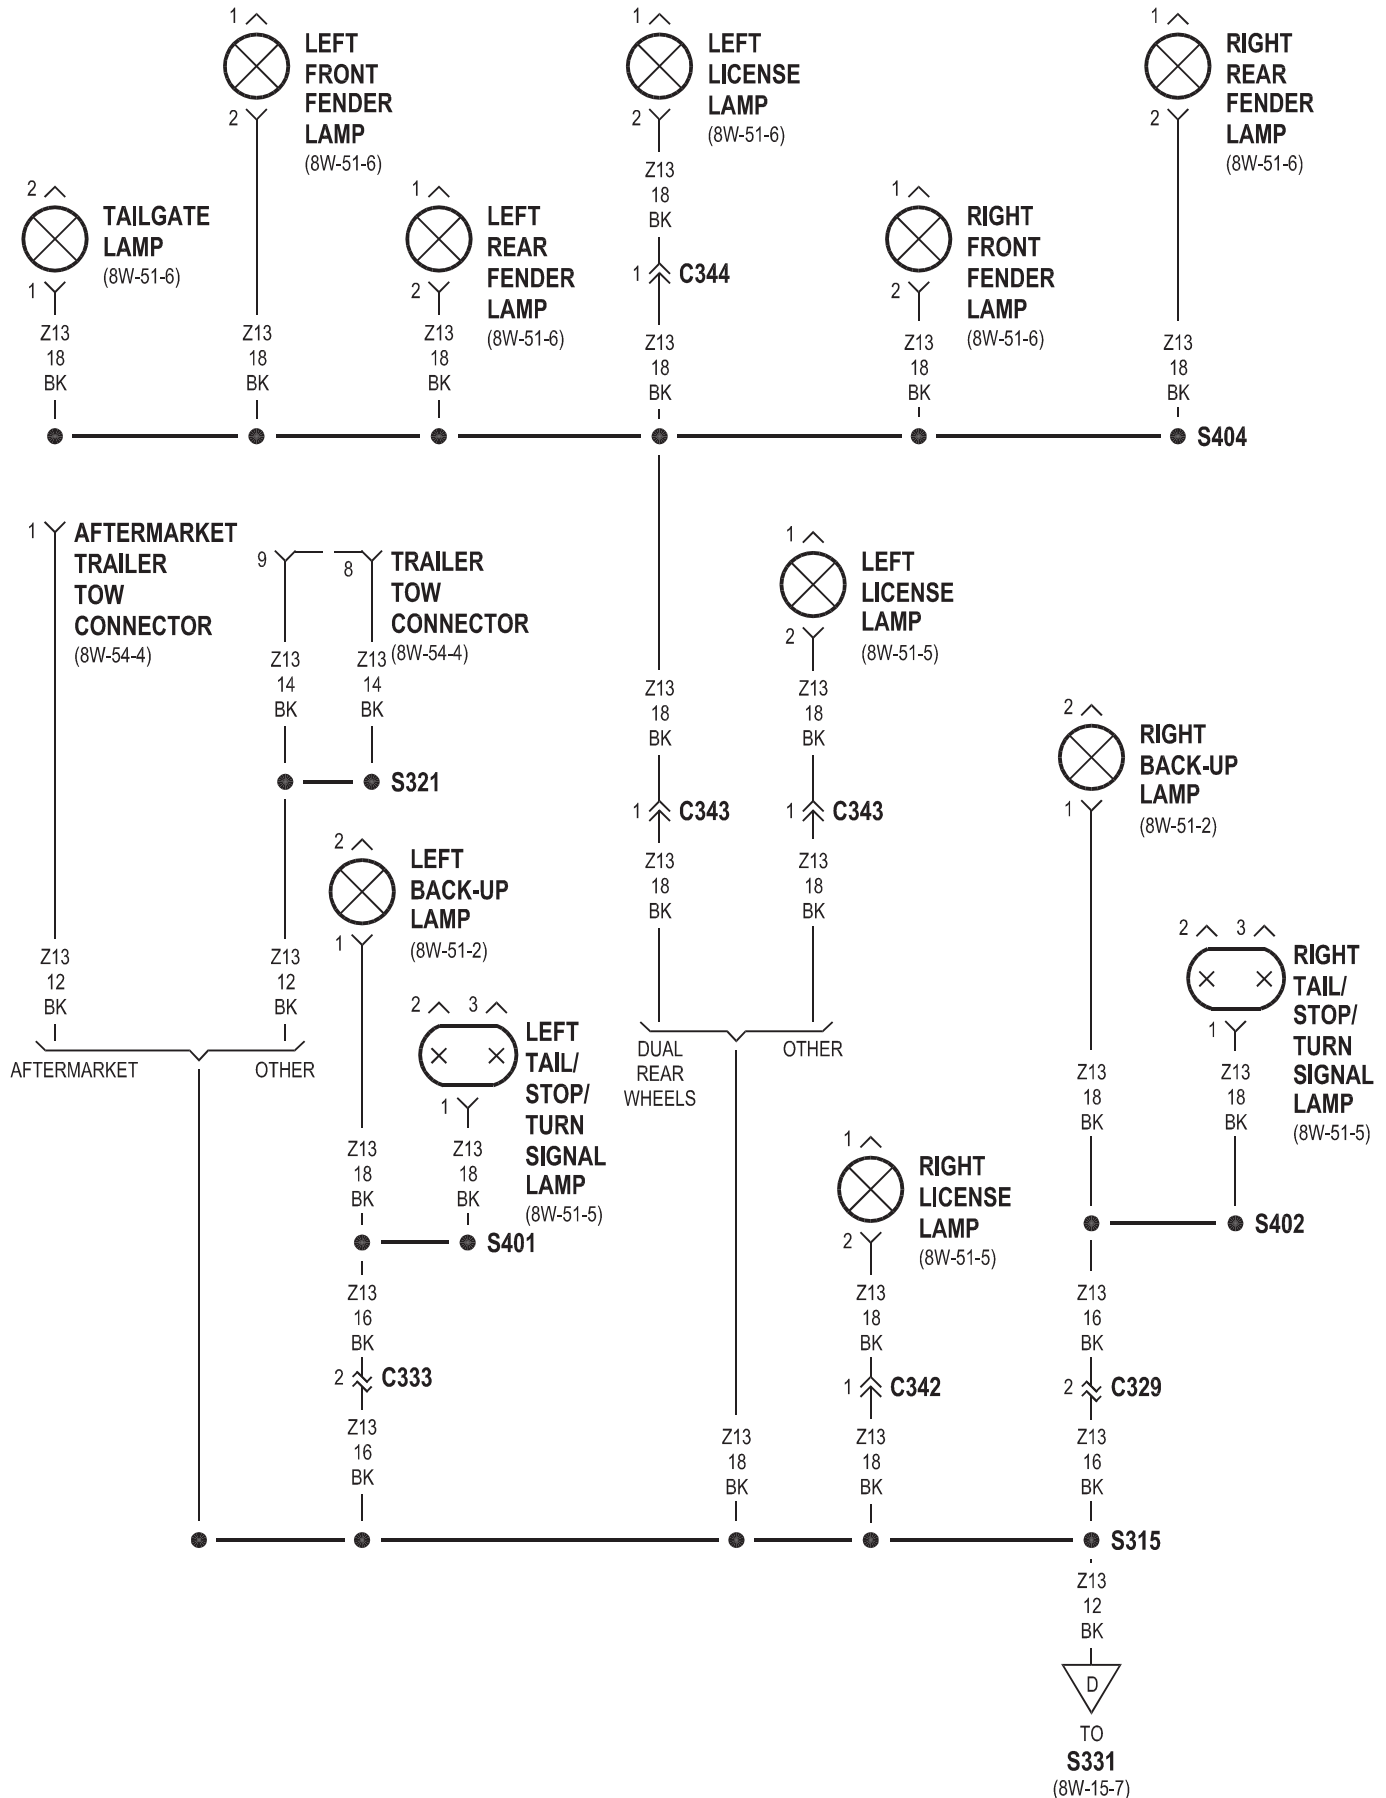 1
LEFT
FRONT
FENDER
LAMP
(8W-51-6)
2
1
LEFT
LICENSE
LAMP
(8W-51-6)
2
1
RIGHT
REAR
FENDER
LAMP
(8W-51-6)
2
2
TAILGATE
LAMP
(8W-51-6)
1
1
LEFT
REAR
FENDER
LAMP
(8W-51-6)
2
Z13
18
BK
1 C344
1
RIGHT
FRONT
FENDER
LAMP
(8W-51-6)
2
Z13 Z13 Z13 Z13 Z13 Z13
18 18 18 18 18 18
BK BK BK BK BK BK
S404
1 AFTERMARKET
TRAILER
TOW
CONNECTOR
(8W-54-4)
9 8 TRAILER
TOW
CONNECTOR
(8W-54-4)
Z13 Z13
14 14
BK BK
S321
1
LEFT
LICENSE
LAMP
(8W-51-5)
2
Z13 Z13
18 18
BK BK
1 C343 1 C343
Z13 Z13
18 18
BK BK
DUAL
REAR
WHEELS
OTHER
2
RIGHT
BACK-UP
LAMP
(8W-51-2)
1
2
LEFT
BACK-UP
LAMP
(8W-51-2)
1
Z13 Z13
12 12
BK BK
AFTERMARKET OTHER
2 3
LEFT
TAIL/
STOP/
TURN
SIGNAL
LAMP
(8W-51-5)
1
2 3
RIGHT
TAIL/
STOP/
TURN
SIGNAL
LAMP
(8W-51-5)
1
Z13 Z13
18 18
BK BK
S402
Z13 Z13
18 18
BK BK
S401
1
RIGHT
LICENSE
LAMP
(8W-51-5)
2
Z13 Z13 Z13
16 18 16
BK BK BK
2 C333 1 C342 2 C329
Z13 Z13 Z13 Z13
16 18 18 16
BK BK BK BK
S315
Z13
12
BK
D
TO
S331
(8W-15-7)